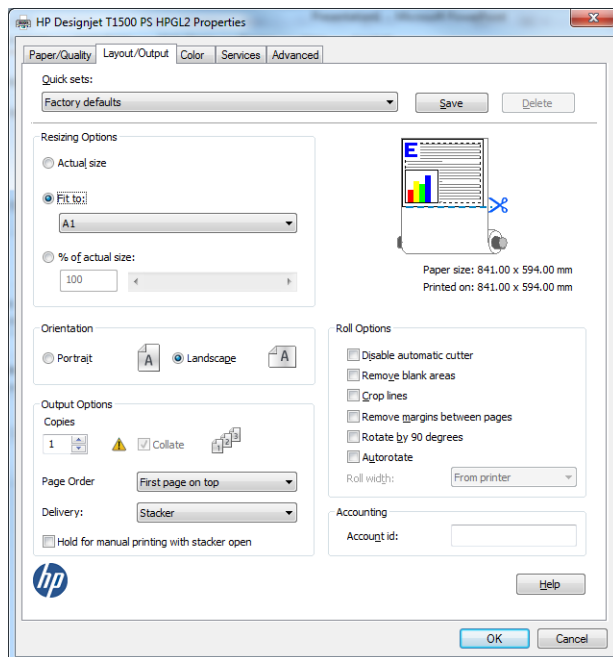 HP Designjet T1500 PS HPGL2 Properties
Paper/Quality Layout/Output Color Services Advanced
Quick sets:
Factory defaults
Save
Delete
Resizing Options
Actual size
Fit to:
A1
% of actual size:
100
E
Paper size: 841.00 x 594.00 mm
Printed on: 841.00 x 594.00 mm
Orientation
Portrait
A
Landscape
A
Output Options
Copies
1
Collate
1 2 3
Page Order
First page on top
Delivery:
Stacker
Hold for manual printing with stacker open
Roll Options
Disable automatic cutter
Remove blank areas
Crop lines
Remove margins between pages
Rotate by 90 degrees
Autorotate
Roll width:
From printer
Accounting
Account id:
hp
Help
OK
Cancel